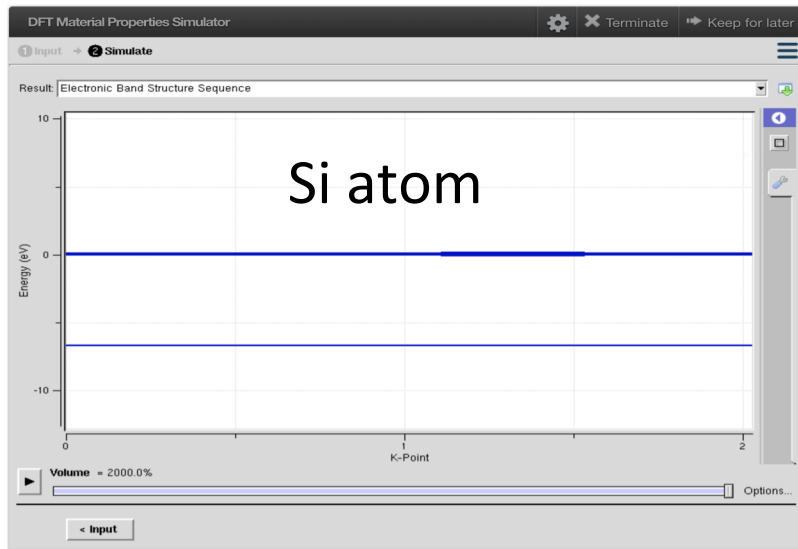 DFT Material Properties Simulator
Terminate
Keep for later
1 Input → 2 Simulate
Result: Electronic Band Structure Sequence
10
Si atom
0
Energy (eV)
-10
0
1
2
K-Point
Volume = 2000.0%
Options...
< Input